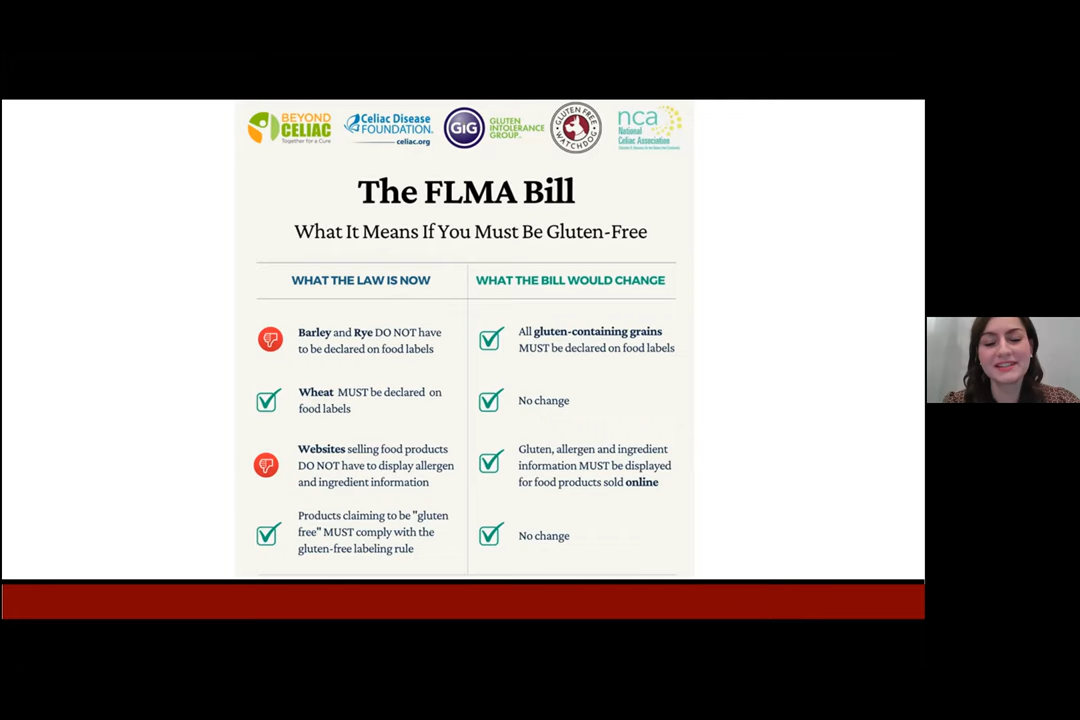 BEYOND
CELIAC
Together for a Cure
Celiac Disease
FOUNDATION.
celiac.org
GiG
GLUTEN
INTOLERANCE
GROUP
GLUTEN FREE
WATCHDOG
nca
National
Celiac Association
The FLMA Bill
What It Means If You Must Be Gluten-Free
WHAT THE LAW IS NOW
WHAT THE BILL WOULD CHANGE
Barley and Rye DO NOT have
to be declared on food labels
All gluten-containing grains
MUST be declared on food labels
Wheat MUST be declared on
food labels
No change
Websites selling food products
DO NOT have to display allergen
and ingredient information
Gluten, allergen and ingredient
information MUST be displayed
for food products sold online
Products claiming to be "gluten
free" MUST comply with the
gluten-free labeling rule
No change